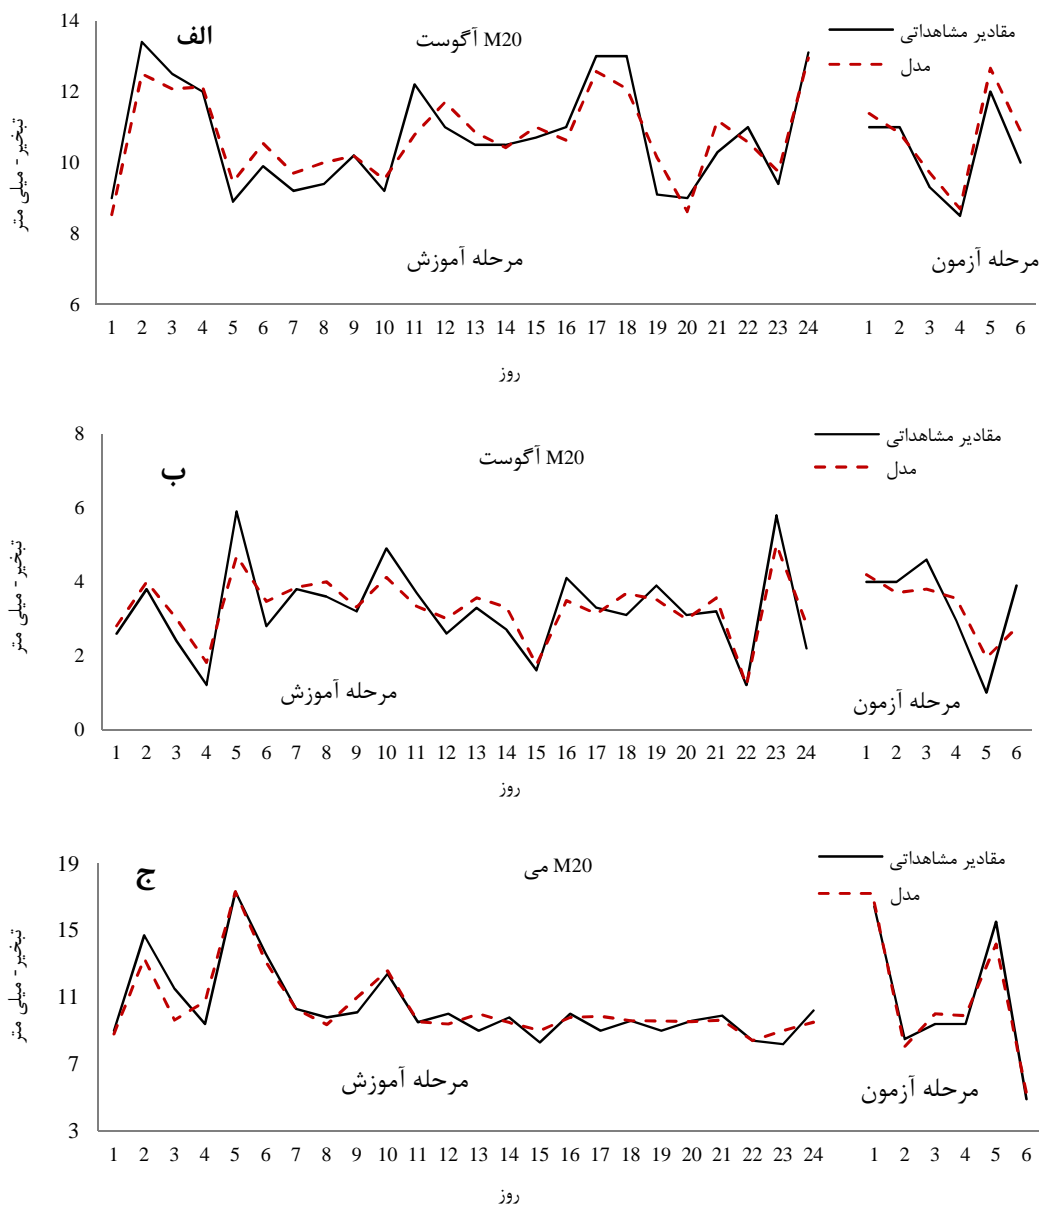 الف
M20 آگوست
مقادیر مشاهداتی
مدل
تبخیر - میلی متر
14
12
10
8
6
مرحله آموزش
مرحله آزمون
1 2 3 4 5 6 7 8 9 10 11 12 13 14 15 16 17 18 19 20 21 22 23 24 1 2 3 4 5 6
روز
ب
M20 آگوست
مقادیر مشاهداتی
مدل
تبخیر - میلی متر
8
6
4
2
0
مرحله آموزش
مرحله آزمون
1 2 3 4 5 6 7 8 9 10 11 12 13 14 15 16 17 18 19 20 21 22 23 24 1 2 3 4 5 6
روز
ج
M20 می
مقادیر مشاهداتی
مدل
تبخیر - میلی متر
19
15
11
7
3
مرحله آموزش
مرحله آزمون
1 2 3 4 5 6 7 8 9 10 11 12 13 14 15 16 17 18 19 20 21 22 23 24 1 2 3 4 5 6
روز